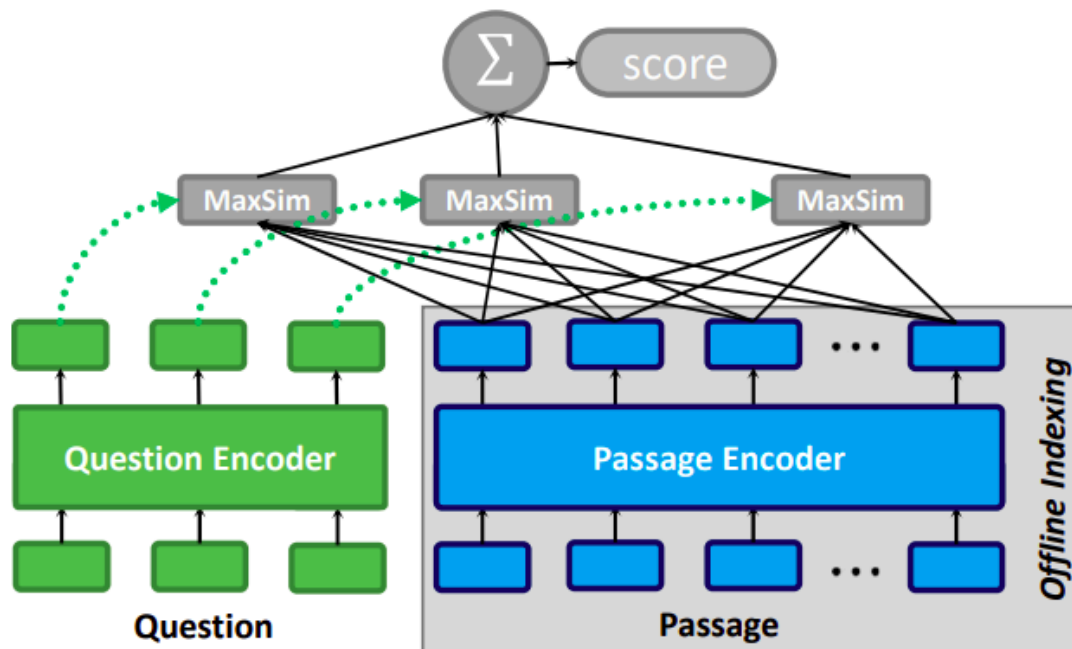 Σ
score
MaxSim
MaxSim
MaxSim
Question Encoder
Passage Encoder
Offline Indexing
Question
Passage